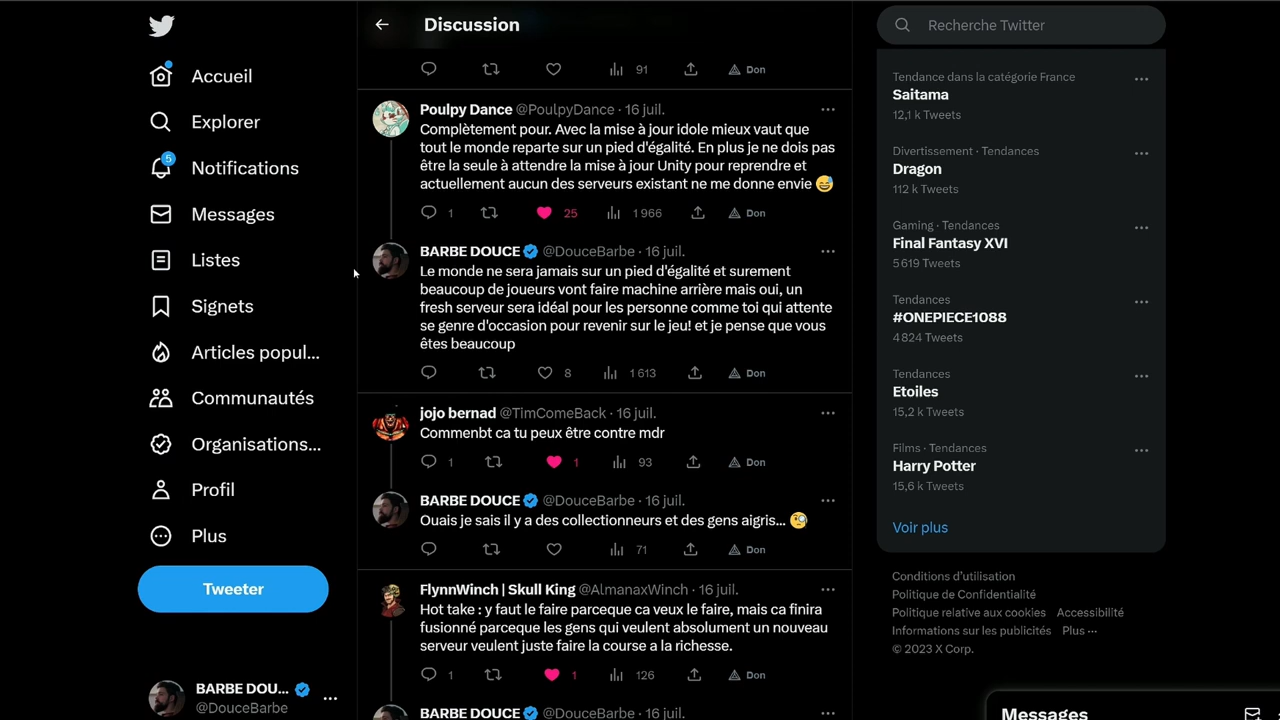 Discussion
Accueil
Explorer
5
Notifications
Messages
Listes
Signets
Articles popul...
Communautés
Organisations...
Profil
Plus
Tweeter
BARBE DOU...
@DouceBarbe
91
Don
Poulpy Dance @PoulpyDance · 16 juil.
Complètement pour. Avec la mise à jour idole mieux vaut que
tout le monde reparte sur un pied d'égalité. En plus je ne dois pas
être la seule à attendre la mise à jour Unity pour reprendre et
actuellement aucun des serveurs existant ne me donne envie 😅
1 25 1 966 Don
BARBE DOUCE @DouceBarbe · 16 juil.
Le monde ne sera jamais sur un pied d'égalité et surement
beaucoup de joueurs vont faire machine arrière mais oui, un
fresh serveur sera idéal pour les personne comme toi qui attente
se genre d'occasion pour revenir sur le jeu! et je pense que vous
êtes beaucoup
8 1 613 Don
jojo bernad @TimComeBack · 16 juil.
Commenbt ca tu peux être contre mdr
1 1 93 Don
BARBE DOUCE @DouceBarbe · 16 juil.
Ouais je sais il y a des collectionneurs et des gens aigris... 🧐
71 Don
FlynnWinch | Skull King @AlmanaxWinch · 16 juil.
Hot take : y faut le faire parceque ca veux le faire, mais ca finira
fusionné parceque les gens qui veulent absolument un nouveau
serveur veulent juste faire la course a la richesse.
1 1 126 Don
BARBE DOUCE @DouceBarbe · 16 juil.
Recherche Twitter
Tendance dans la catégorie France
Saitama
12,1 k Tweets
Divertissement · Tendances
Dragon
112 k Tweets
Gaming · Tendances
Final Fantasy XVI
5 619 Tweets
Tendances
#ONEPIECE1088
4 824 Tweets
Tendances
Etoiles
15,2 k Tweets
Films · Tendances
Harry Potter
15,6 k Tweets
Voir plus
Conditions d'utilisation
Politique de Confidentialité
Politique relative aux cookies Accessibilité
Informations sur les publicités Plus ···
© 2023 X Corp.
Messages